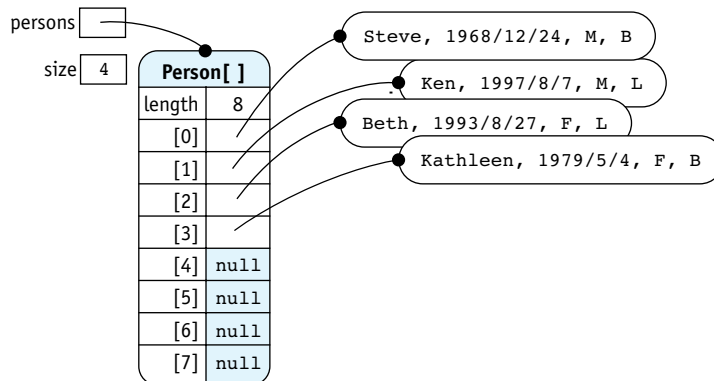 persons
size 4
Person[ ]
length 8
[0]
[1]
[2]
[3]
[4] null
[5] null
[6] null
[7] null
Steve, 1968/12/24, M, B
Ken, 1997/8/7, M, L
Beth, 1993/8/27, F, L
Kathleen, 1979/5/4, F, B